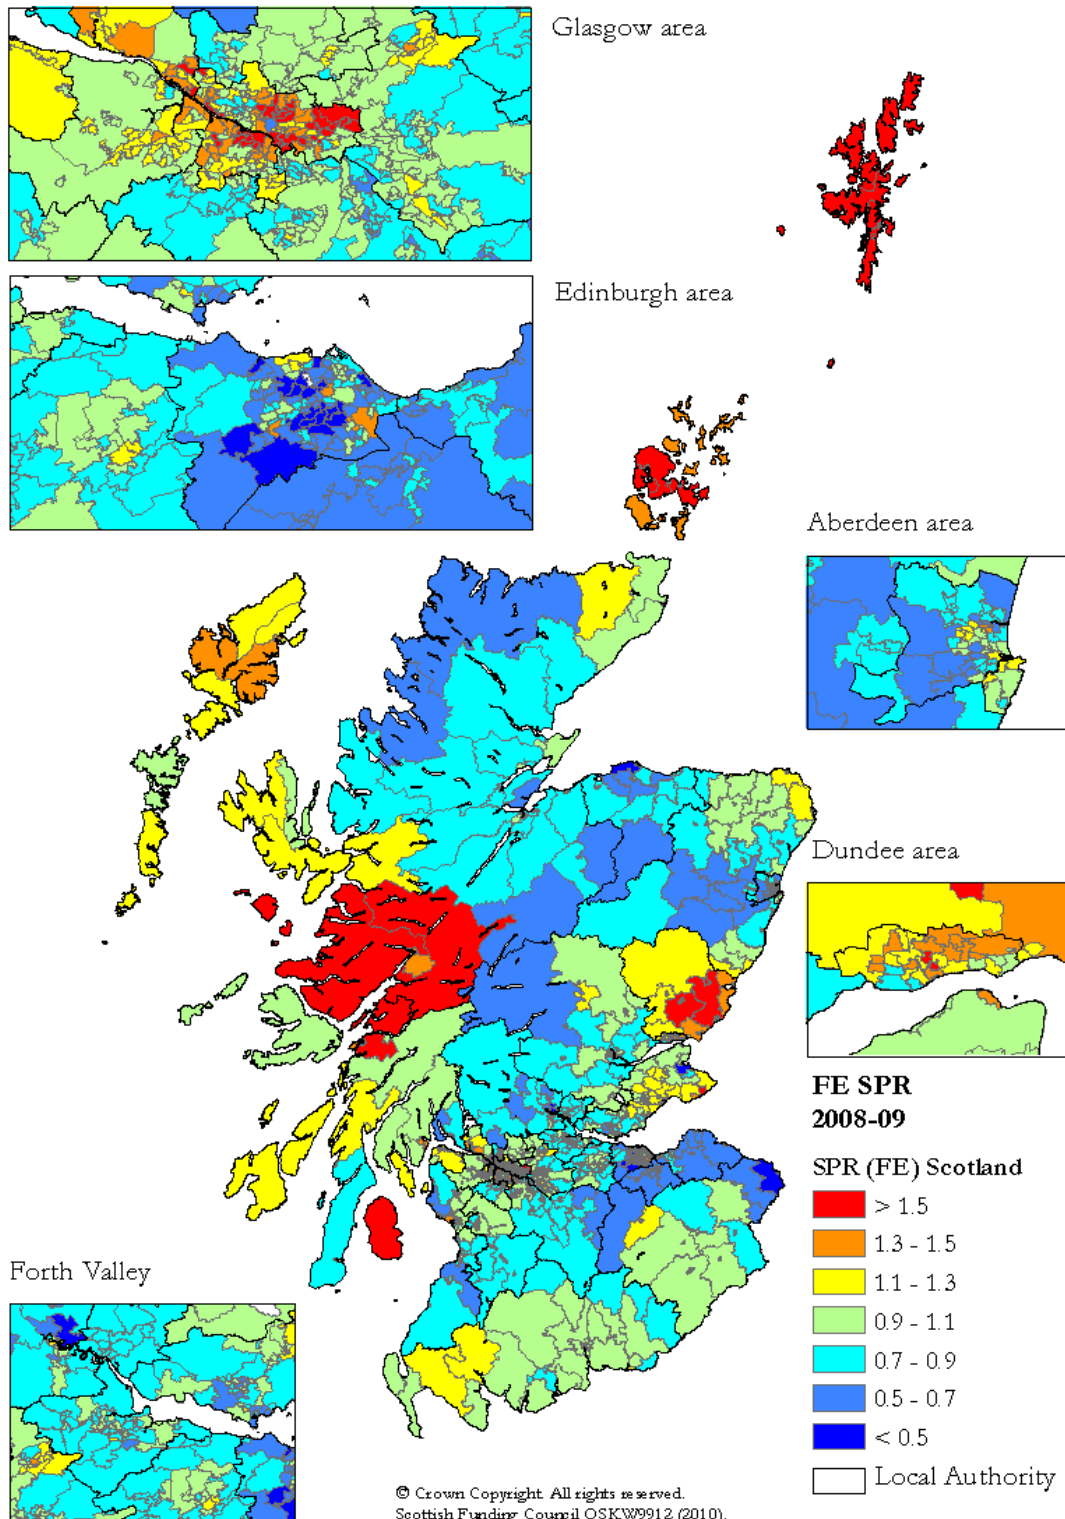 Glasgow area
Edinburgh area
Aberdeen area
Dundee area
FE SPR
2008-09
SPR (FE) Scotland
> 1.5
1.3 - 1.5
1.1 - 1.3
0.9 - 1.1
0.7 - 0.9
0.5 - 0.7
< 0.5
Local Authority
Forth Valley
© Crown Copyright. All rights reserved.
Scottish Funding Council OSKW9912 (2010).